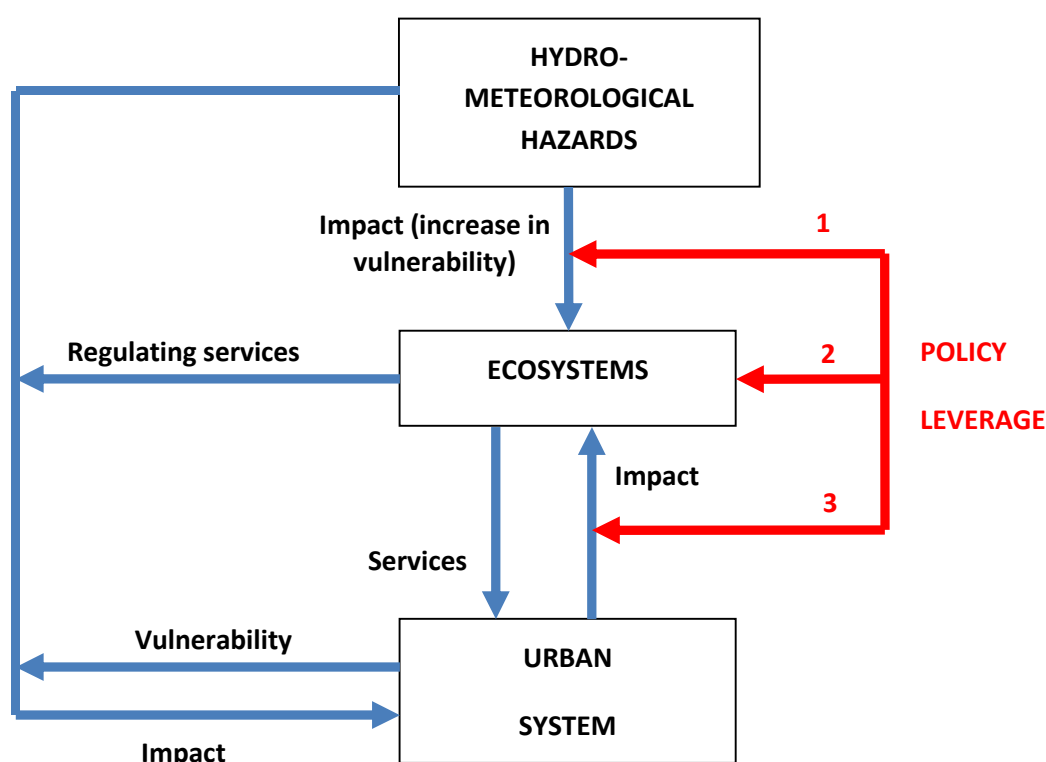 HYDRO-
METEOROLOGICAL
HAZARDS
Impact (increase in
vulnerability)
1
Regulating services
ECOSYSTEMS
2
POLICY
LEVERAGE
Impact
3
Services
Vulnerability
URBAN
SYSTEM
Impact